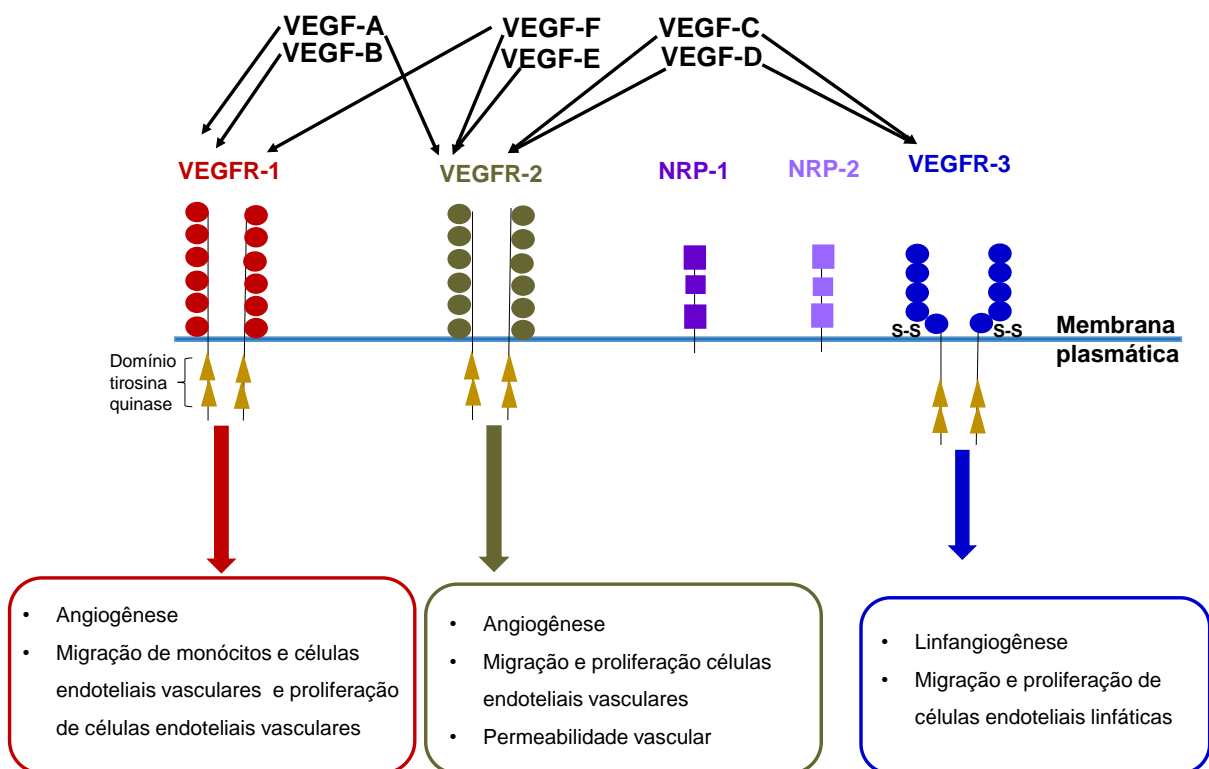 VEGF-A
VEGF-B
VEGF-F
VEGF-E
VEGF-C
VEGF-D
VEGFR-1
VEGFR-2
NRP-1
NRP-2
VEGFR-3
S-S
S-S
Membrana
plasmática
Domínio
tirosina
quinase
• Angiogênese
• Migração de monócitos e células
endoteliais vasculares e proliferação
de células endoteliais vasculares
• Angiogênese
• Migração e proliferação células
endoteliais vasculares
• Permeabilidade vascular
• Linfangiogênese
• Migração e proliferação de
células endoteliais linfáticas